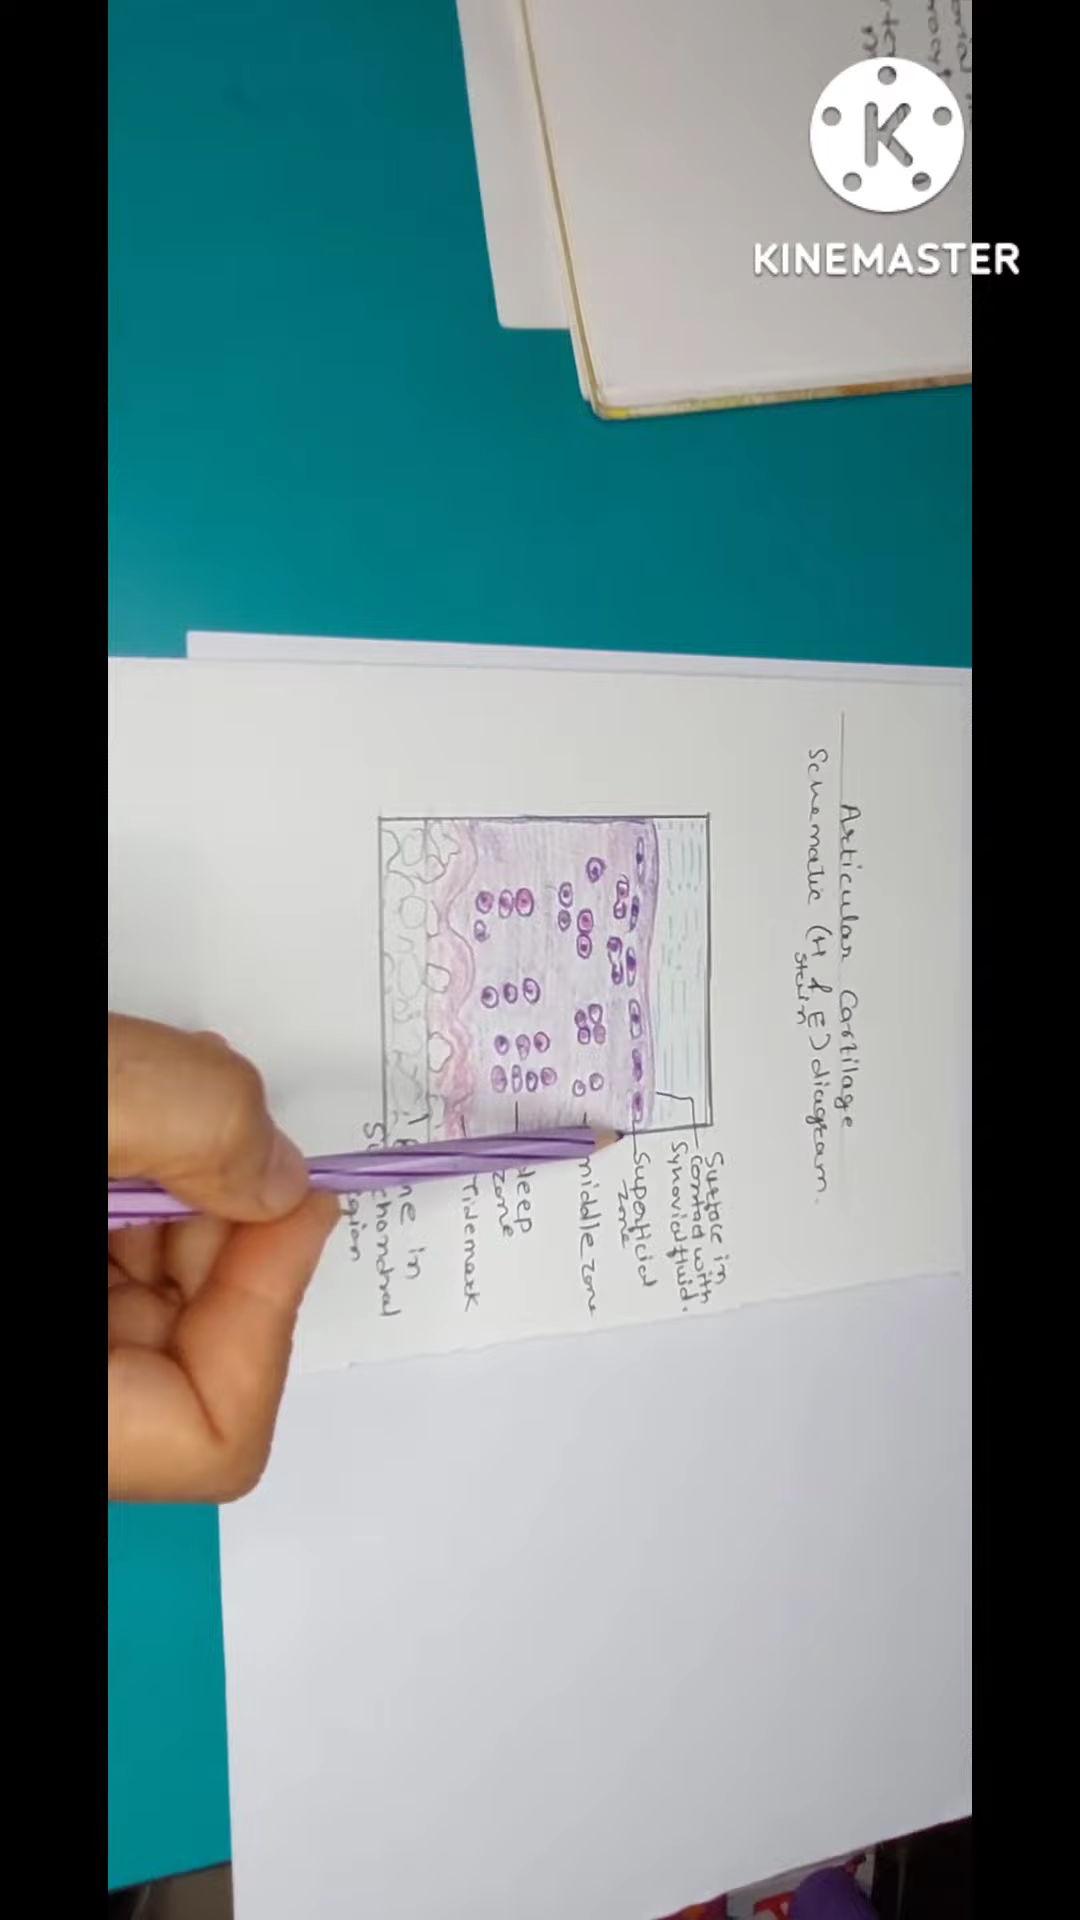 KINEMASTER
Articular Cartilage
Schematic (H & E) diagram.
stain
Surface in
contact with
Synovial fluid.
Superficial
zone
middle zone
deep
zone
Tidemark
in